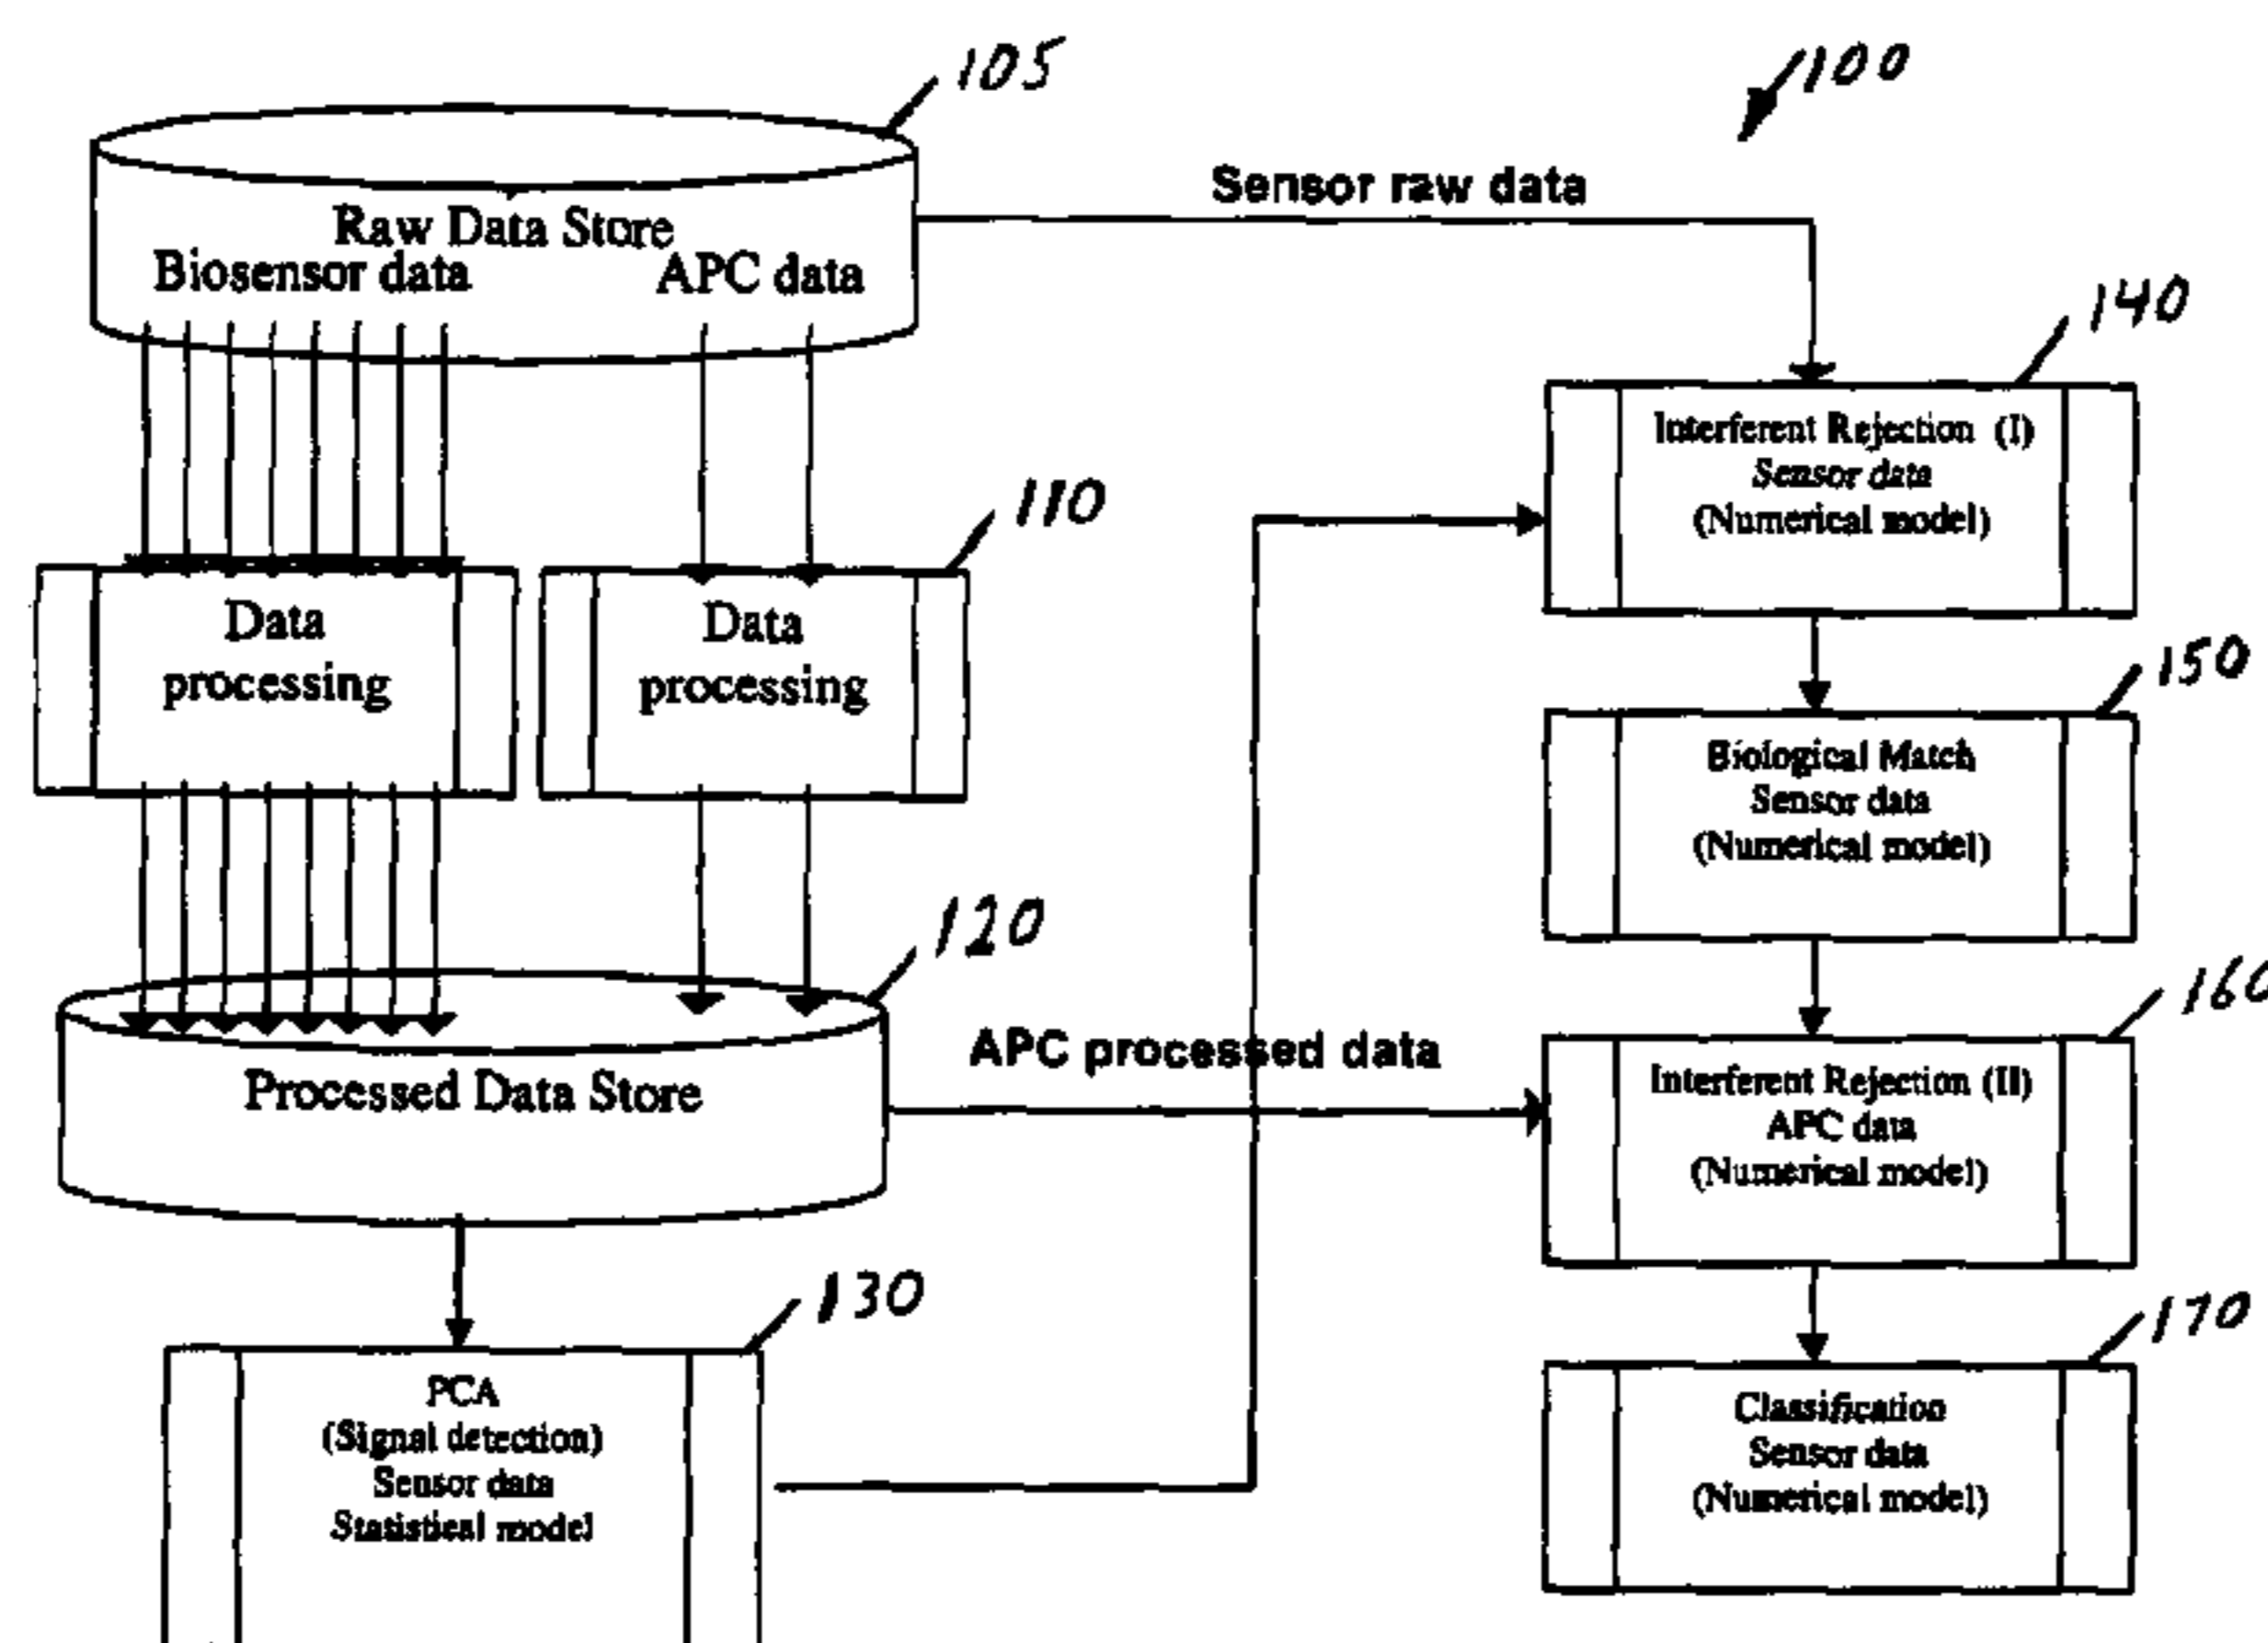 105
100
Sensor raw data
Raw Data Store
Biosensor data
APC data
140
Interferent Rejection (I)
Sensor data
(Numerical model)
110
Data
processing
Data
processing
150
Biological Match
Sensor data
(Numerical model)
120
160
APC processed data
Processed Data Store
Interferent Rejection (II)
APC data
(Numerical model)
130
170
PCA
(Signal detection)
Sensor data
Statistical model
Classification
Sensor data
(Numerical model)